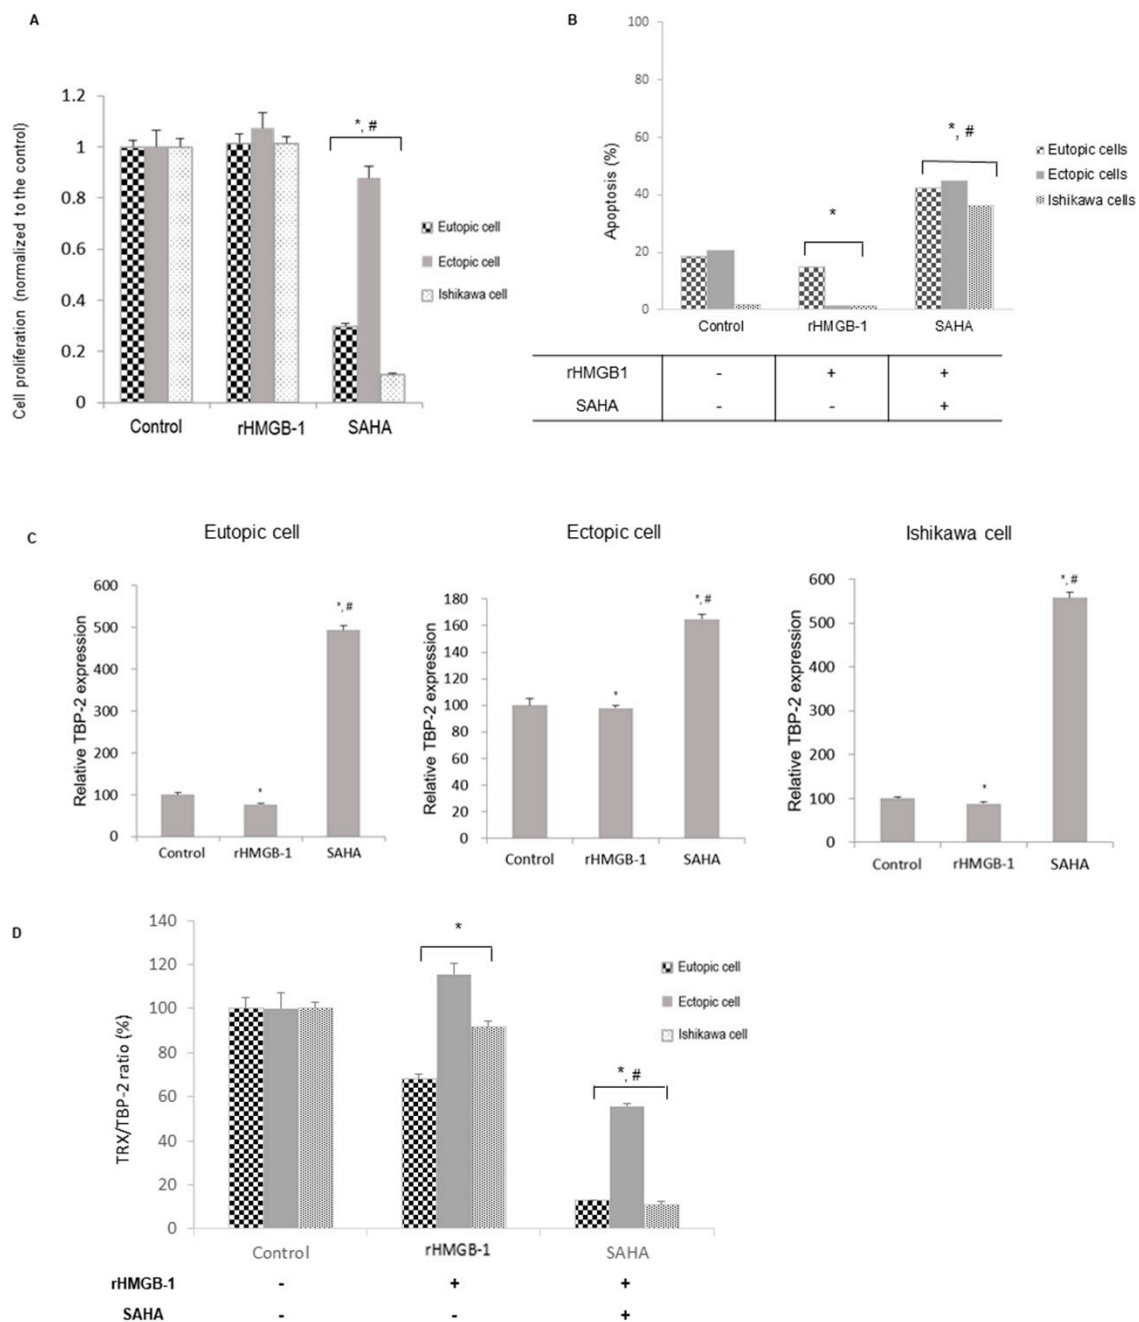 A
Cell proliferation (normalized to the control)
1.2
1
0.8
0.6
0.4
0.2
0
*, #
Control
rHMGB-1
SAHA
Eutopic cell
Ectopic cell
Ishikawa cell
B
Apoptosis (%)
100
80
60
40
20
0
*
*, #
Control
rHMGB-1
SAHA
Eutopic cells
Ectopic cells
Ishikawa cells
rHMGB1 - + +
SAHA - - +
C
Eutopic cell
Relative TBP-2 expression
600
500
400
300
200
100
0
*
*, #
Control
rHMGB-1
SAHA
Ectopic cell
Relative TBP-2 expression
180
160
140
120
100
80
60
40
20
0
*
*, #
Control
rHMGB-1
SAHA
Ishikawa cell
Relative TBP-2 expression
600
500
400
300
200
100
0
*
*, #
Control
rHMGB-1
SAHA
D
TRX/TBP-2 ratio (%)
140
120
100
80
60
40
20
0
*
*, #
Eutopic cell
Ectopic cell
Ishikawa cell
Control
rHMGB-1
SAHA
rHMGB-1 - + +
SAHA - - +